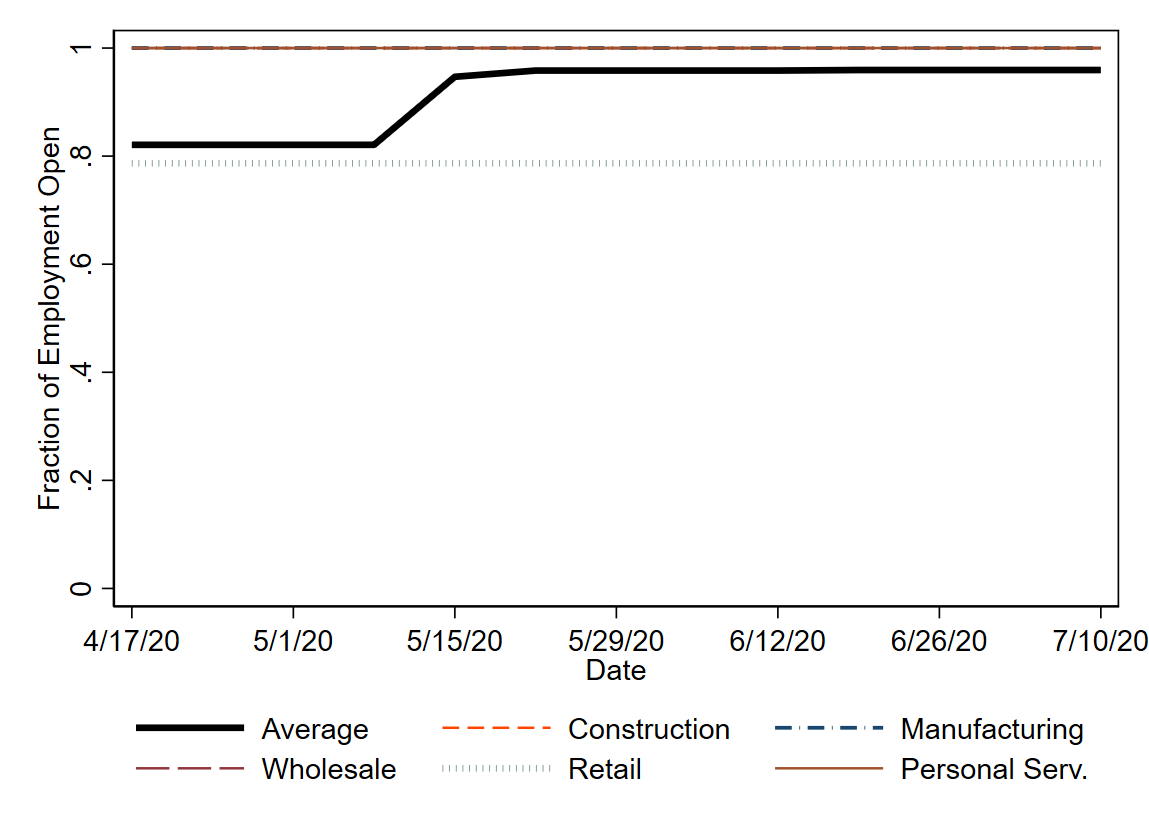 Fraction of Employment Open
1
.8
.6
.4
.2
0
4/17/20 5/1/20 5/15/20 5/29/20 6/12/20 6/26/20 7/10/20
Date
Average Construction Manufacturing
Wholesale Retail Personal Serv.